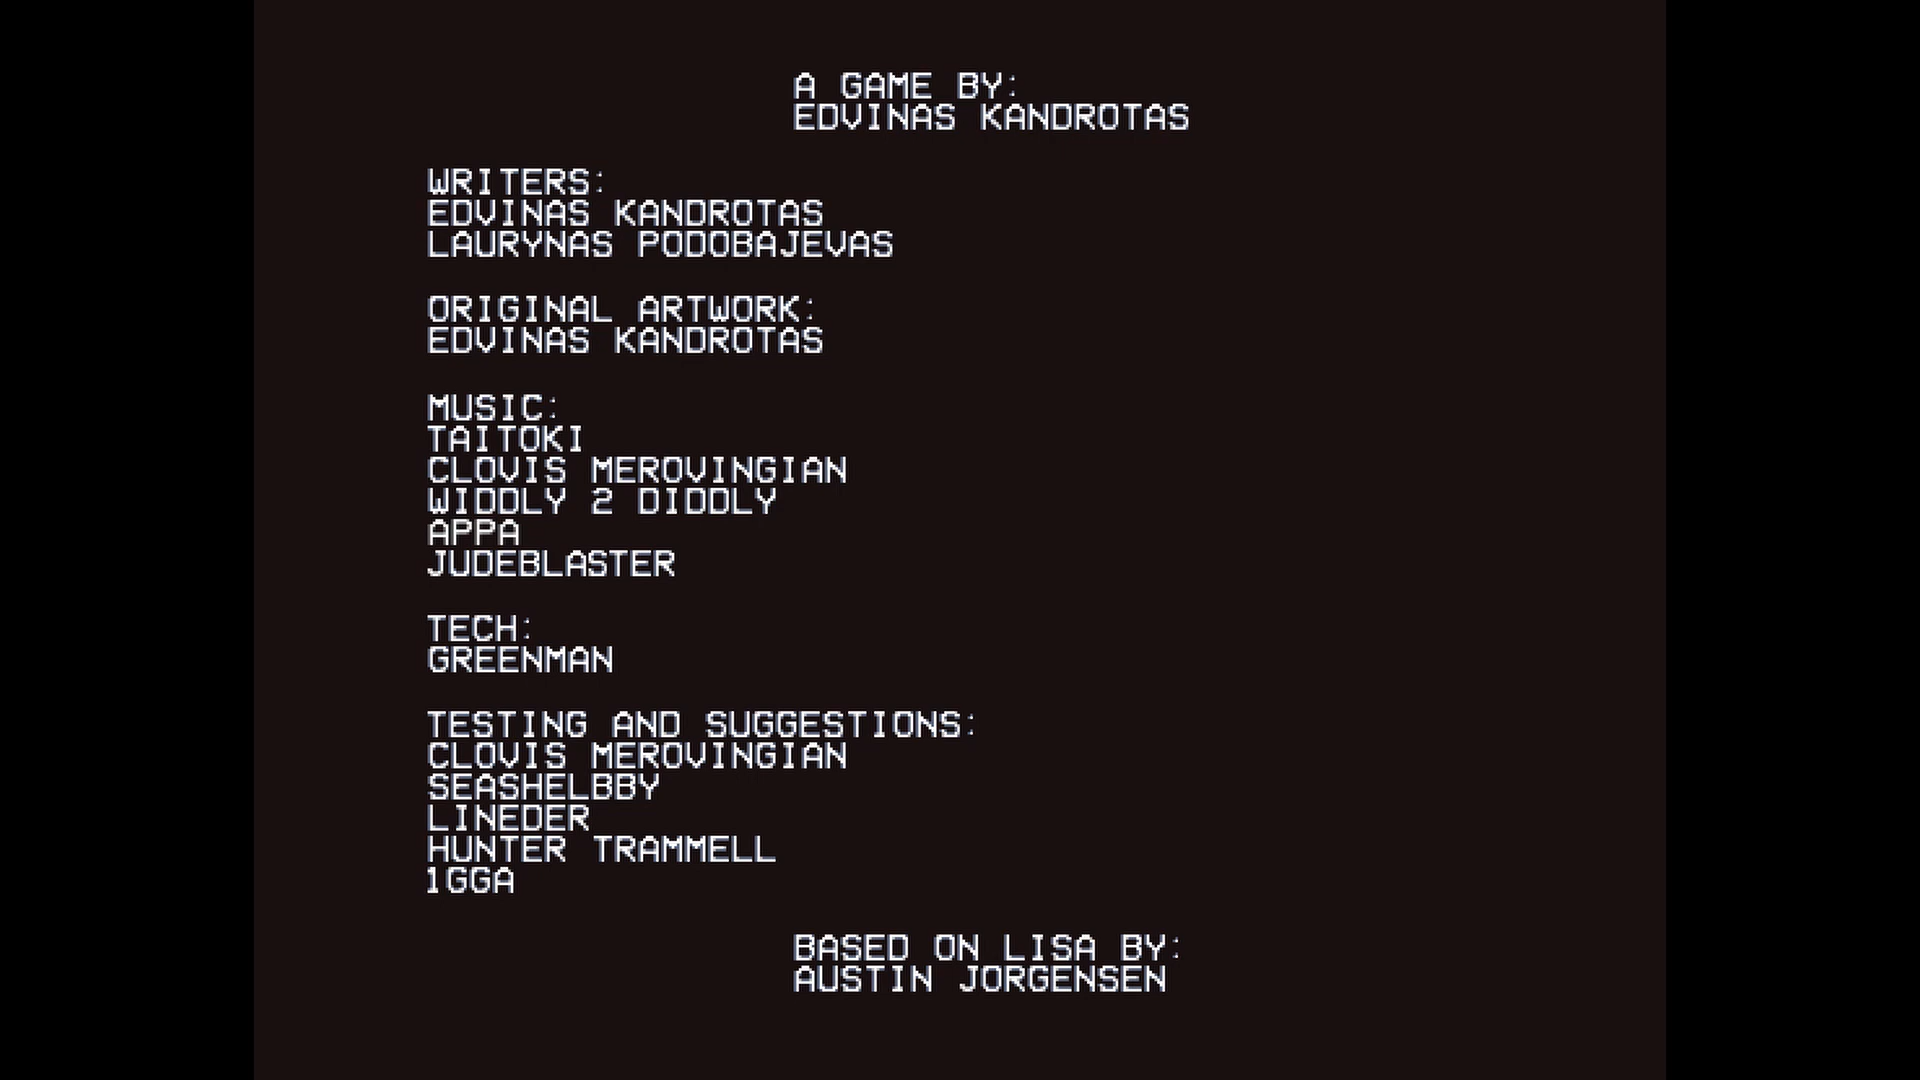 A GAME BY:
EDVINAS KANDROTAS
WRITERS:
EDVINAS KANDROTAS
LAURYNAS PODOBAJEVAS
ORIGINAL ARTWORK:
EDVINAS KANDROTAS
MUSIC:
TAITOKI
CLOVIS MEROVINGIAN
WIDDLY 2 DIDDLY
APPA
JUDEBLASTER
TECH:
GREENMAN
TESTING AND SUGGESTIONS:
CLOVIS MEROVINGIAN
SEASHELBBY
LINEDER
HUNTER TRAMMELL
1GGA
BASED ON LISA BY:
AUSTIN JORGENSEN